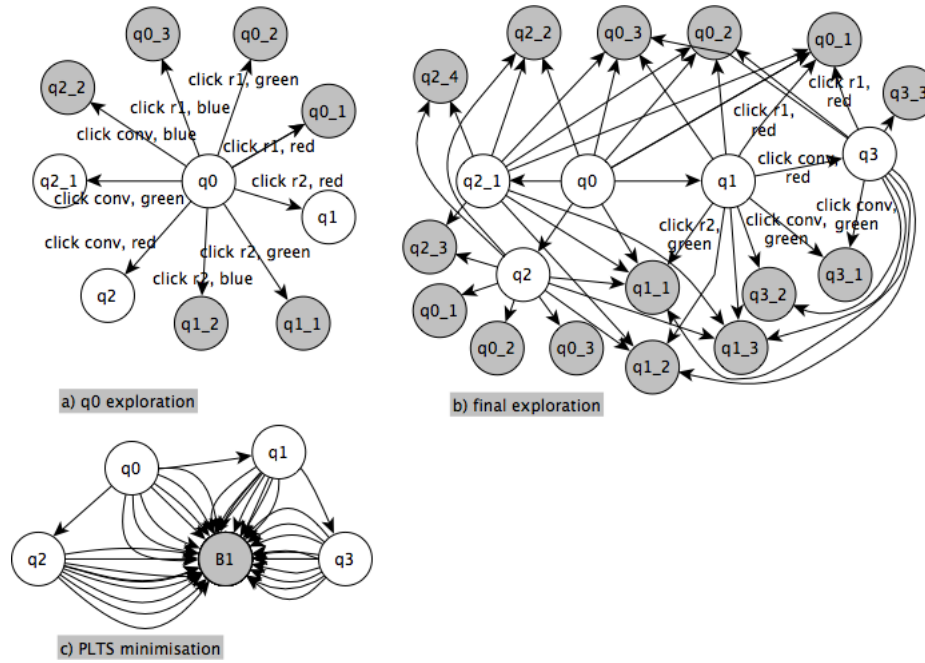 q0_3
q0_2
q2_2
click r1, green
click r1, blue
q0_1
click conv, blue
click r1, red
q2_1
q0
click r2, red
click conv, green
q1
click conv, red
click r2, green
click r2, blue
q2
q1_2
q1_1
a) q0 exploration
q2_2
q0_3
q0_2
q0_1
q2_4
q3_3
click r1,
red
click r1,
red
q2_1
q0
q1
click conv,
red
q3
click r2,
green
click conv,
green
click conv,
green
q2_3
q2
q1_1
q3_2
q3_1
q0_1
q0_2
q0_3
q1_2
q1_3
b) final exploration
q0
q1
q2
B1
q3
c) PLTS minimisation